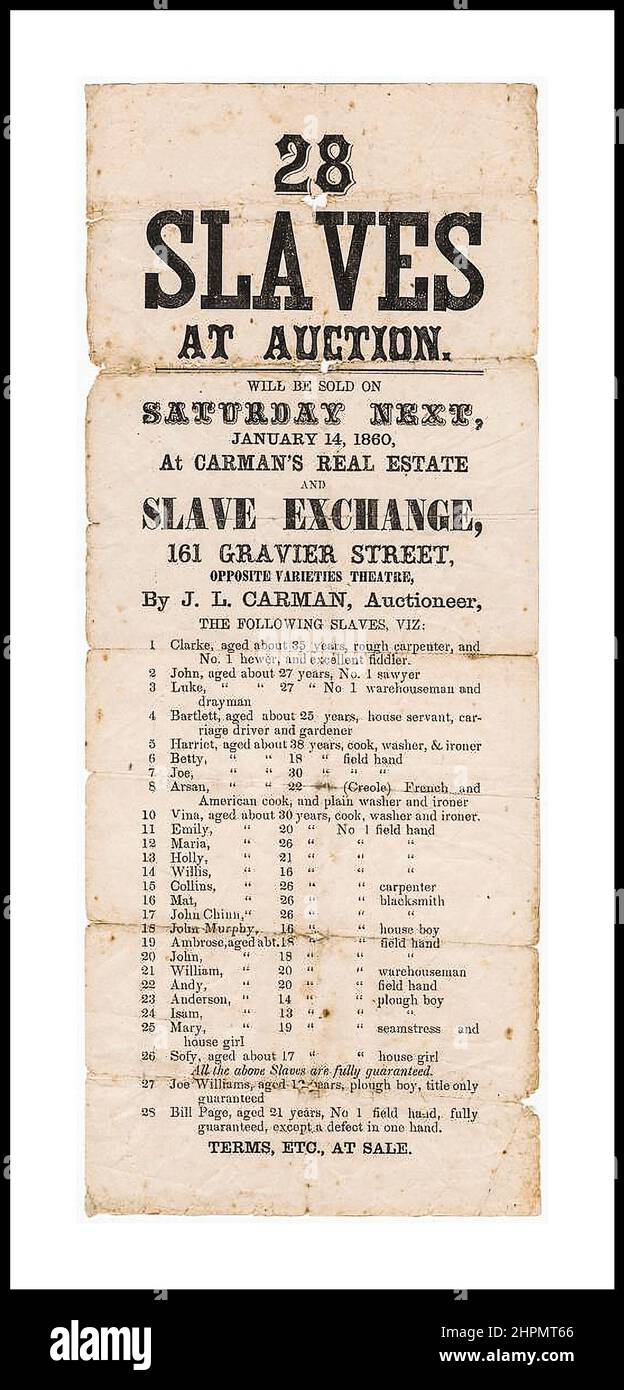 28
SLAVES
AT AUCTION.
WILL BE SOLD ON
SATURDAY NEXT,
JANUARY 14, 1860,
At CARMAN'S REAL ESTATE
AND
SLAVE EXCHANGE,
161 GRAVIER STREET,
OPPOSITE VARIETIES THEATRE,
By J. L. CARMAN, Auctioneer,
THE FOLLOWING SLAVES, VIZ:
1 Clarke, aged about 35 years, rough carpenter, and
No. 1 hewer, and excellent fiddler.
2 John, aged about 27 years, No. 1 sawyer
3 Luke, " " 27 " No 1 warehouseman and
drayman
4 Bartlett, aged about 25 years, house servant, car-
riage driver and gardener
5 Harriet, aged about 38 years, cook, washer, & ironer
6 Betty, " " 18 " field hand
7 Joe, " " 30 " " "
8 Arsan, " " 22 (Creole) French and
American cook, and plain washer and ironer
10 Vina, aged about 30 years, cook, washer and ironer.
11 Emily, " 20 " No 1 field hand
12 Maria, " 26 " " "
13 Holly, " 21 " " "
14 Willis, " 16 " " "
15 Collins, " 26 " " carpenter
16 Mat, " 26 " " blacksmith
17 John Chinn, " 26 " " "
18 John Murphy, 16 " " house boy
19 Ambrose, aged abt. 18 " " field hand
20 John, " 18 " " "
21 William, " 20 " " warehouseman
22 Andy, " 20 " " field hand
23 Anderson, " 14 " " plough boy
24 Isam, " 13 " " "
25 Mary, " 19 " " seamstress and
house girl
26 Sofy, aged about 17 " " house girl
All the above Slaves are fully guaranteed.
27 Joe Williams, aged years, plough boy, title only
guaranteed
28 Bill Page, aged 21 years, No 1 field hand, fully
guaranteed, except a defect in one hand.
TERMS, ETC., AT SALE.
alamy
Image ID: 2HPMT66
www.alamy.com